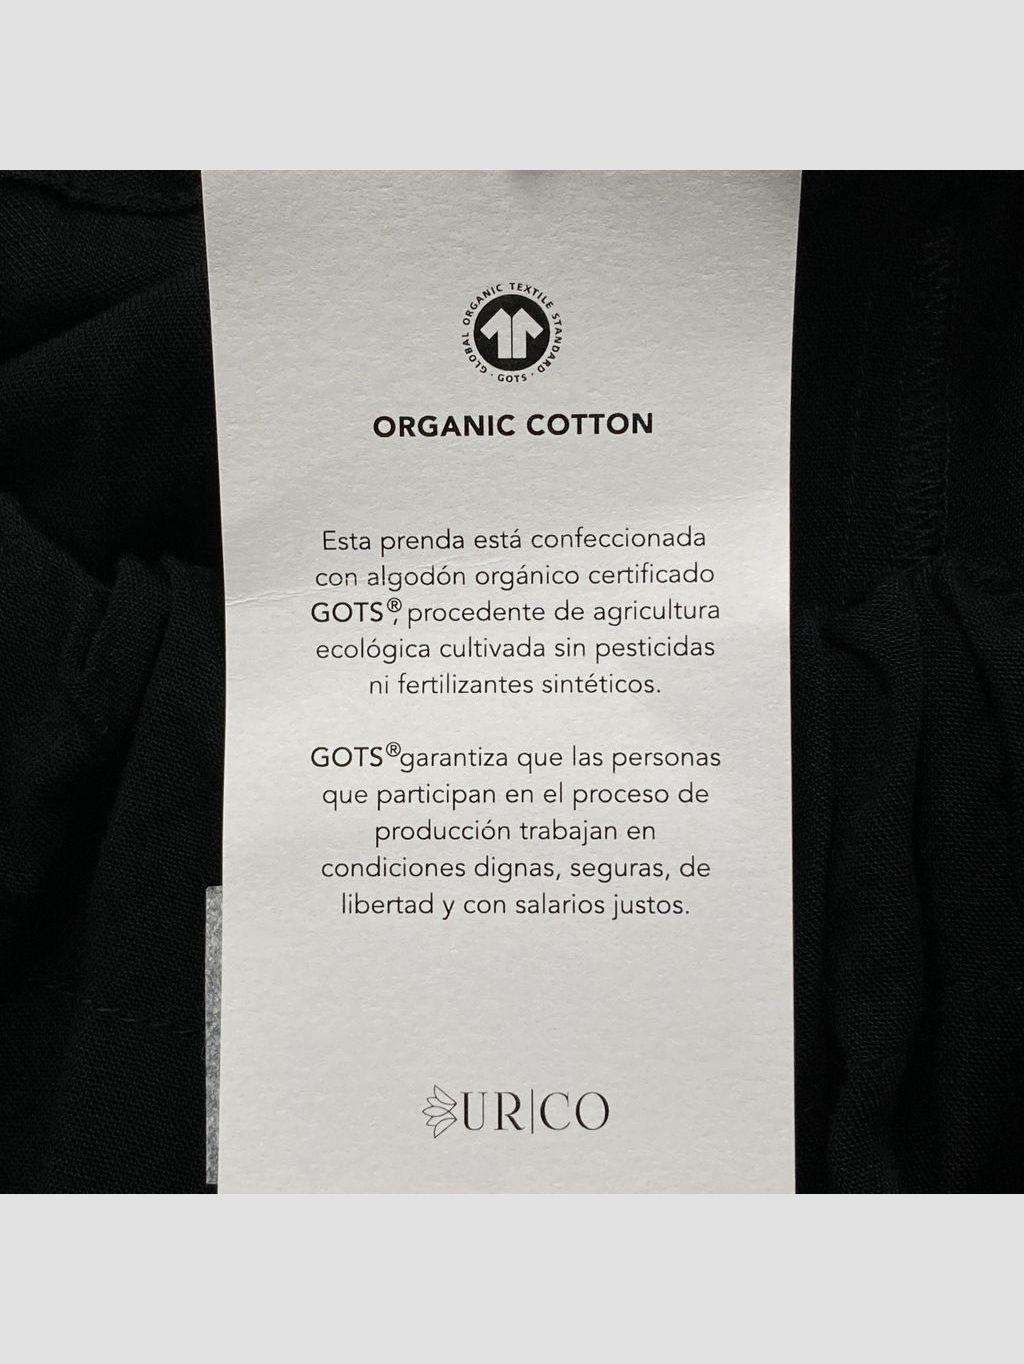 GLOBAL ORGANIC TEXTILE STANDARD · GOTS ·
ORGANIC COTTON
Esta prenda está confeccionada
con algodón orgánico certificado
GOTS®, procedente de agricultura
ecológica cultivada sin pesticidas
ni fertilizantes sintéticos.
GOTS®garantiza que las personas
que participan en el proceso de
producción trabajan en
condiciones dignas, seguras, de
libertad y con salarios justos.
UR|CO